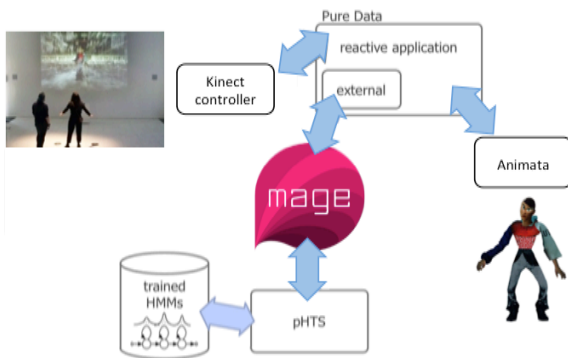 Pure Data
reactive application
Kinect
controller
external
Animata
mage
trained
HMMs
pHTS